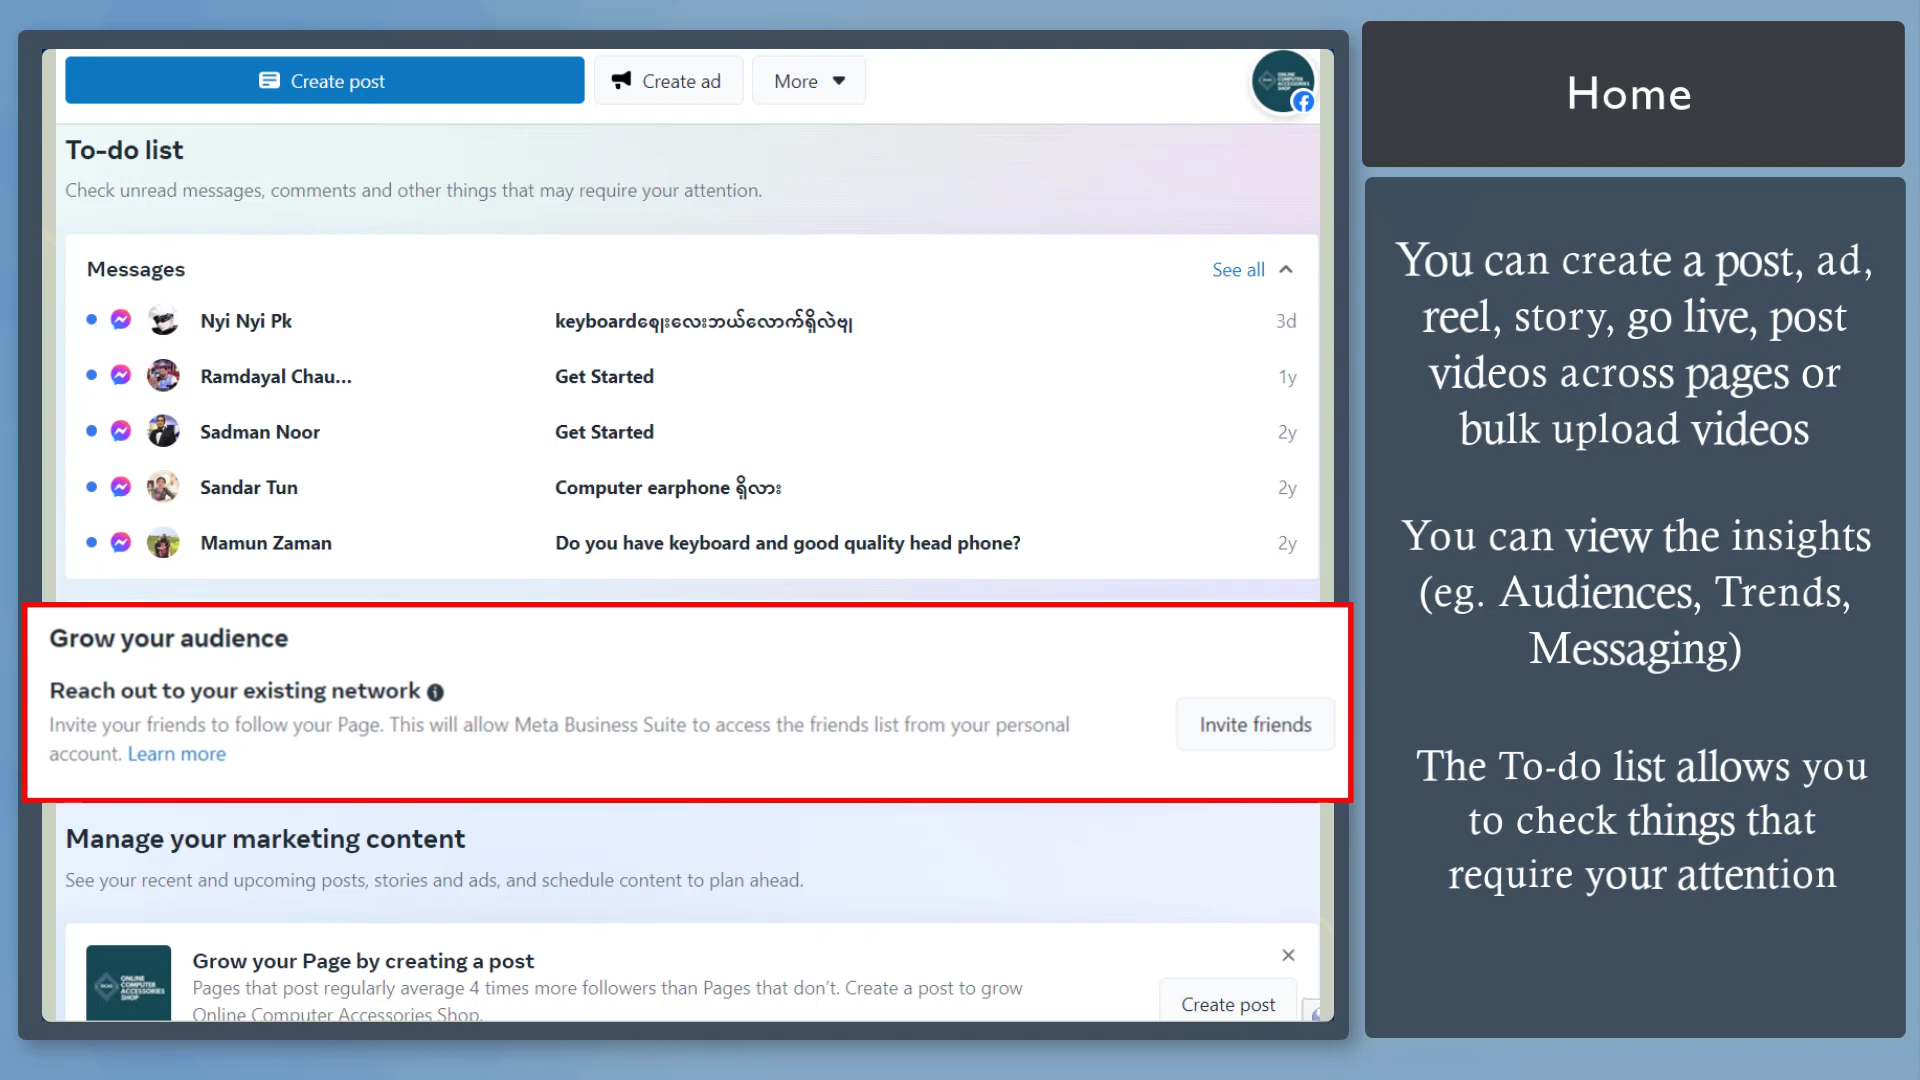 Create post
Create ad
More
ONLINE
COMPUTER
ACCESSORIES
SHOP
Home
To-do list
Check unread messages, comments and other things that may require your attention.
Messages
See all
Nyi Nyi Pk
keyboardဈေးလေးဘယ်လောက်ရှိလဲဗျ
3d
Ramdayal Chau...
Get Started
1y
Sadman Noor
Get Started
2y
Sandar Tun
Computer earphone ရှိလား
2y
Mamun Zaman
Do you have keyboard and good quality head phone?
2y
Grow your audience
Reach out to your existing network
Invite your friends to follow your Page. This will allow Meta Business Suite to access the friends list from your personal
account. Learn more
Invite friends
Manage your marketing content
See your recent and upcoming posts, stories and ads, and schedule content to plan ahead.
ONLINE
COMPUTER
ACCESSORIES
SHOP
Grow your Page by creating a post
Pages that post regularly average 4 times more followers than Pages that don't. Create a post to grow
Online Computer Accessories Shop.
Create post
You can create a post, ad,
reel, story, go live, post
videos across pages or
bulk upload videos
You can view the insights
(eg. Audiences, Trends,
Messaging)
The To-do list allows you
to check things that
require your attention